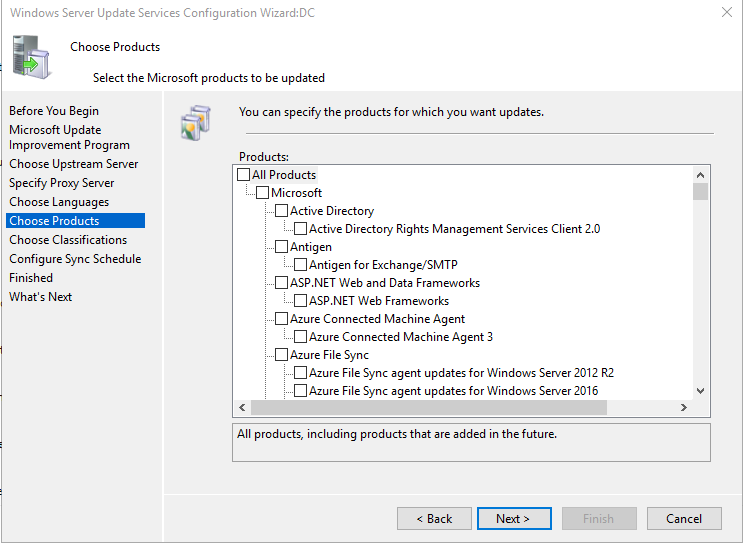 Windows Server Update Services Configuration Wizard:DC
Choose Products
Select the Microsoft products to be updated
Before You Begin
Microsoft Update
Improvement Program
Choose Upstream Server
Specify Proxy Server
Choose Languages
Choose Products
Choose Classifications
Configure Sync Schedule
Finished
What's Next
You can specify the products for which you want updates.
Products:
All Products
Microsoft
Active Directory
Active Directory Rights Management Services Client 2.0
Antigen
Antigen for Exchange/SMTP
ASP.NET Web and Data Frameworks
ASP.NET Web Frameworks
Azure Connected Machine Agent
Azure Connected Machine Agent 3
Azure File Sync
Azure File Sync agent updates for Windows Server 2012 R2
Azure File Sync agent updates for Windows Server 2016
All products, including products that are added in the future.
< Back
Next >
Finish
Cancel